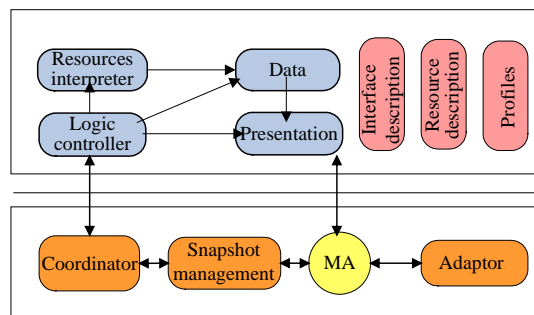 Resources
interpreter
Data
Logic
controller
Presentation
Interface
description
Resource
description
Profiles
Coordinator
Snapshot
management
MA
Adaptor